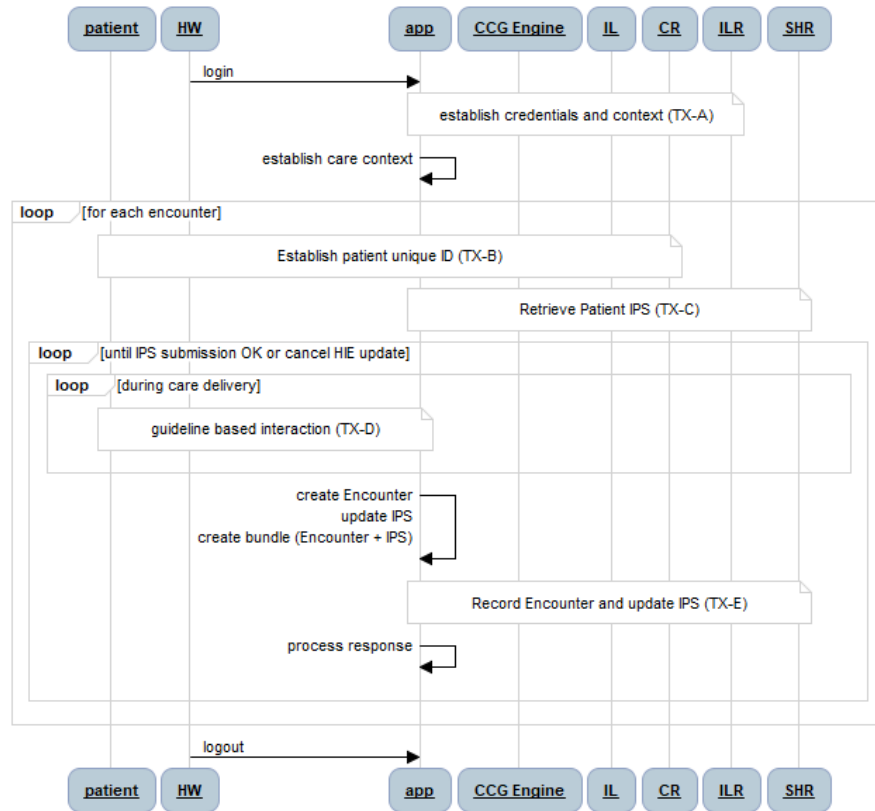 patient HW app CCG Engine IL CR ILR SHR
login
establish credentials and context (TX-A)
establish care context
loop [for each encounter]
Establish patient unique ID (TX-B)
Retrieve Patient IPS (TX-C)
loop [until IPS submission OK or cancel HIE update]
loop [during care delivery]
guideline based interaction (TX-D)
create Encounter
update IPS
create bundle (Encounter + IPS)
Record Encounter and update IPS (TX-E)
process response
logout
patient HW app CCG Engine IL CR ILR SHR